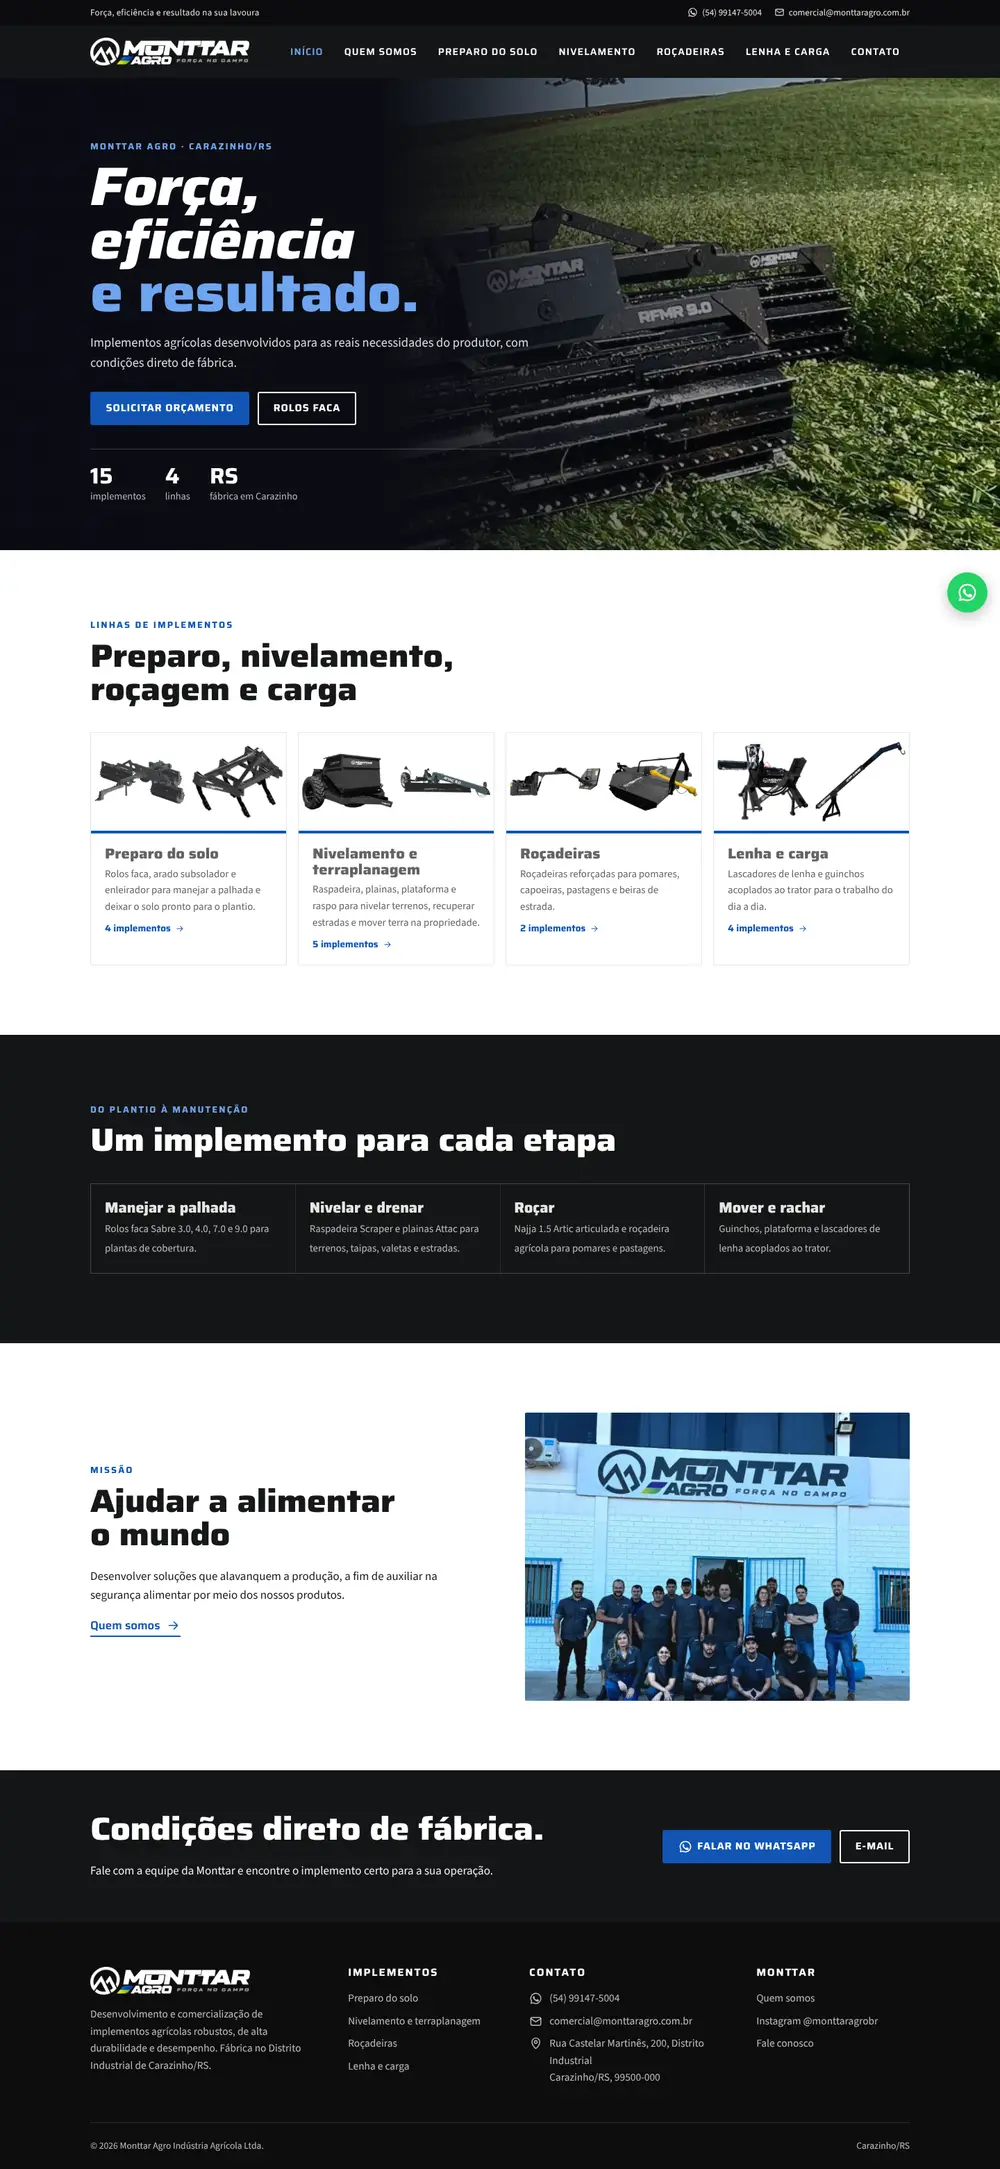 Força, eficiência e resultado na sua lavoura
(54) 99147-5004
comercial@monttaragro.com.br
MONTTAR
AGRO FORÇA NO CAMPO
INÍCIO
QUEM SOMOS
PREPARO DO SOLO
NIVELAMENTO
ROÇADEIRAS
LENHA E CARGA
CONTATO
MONTTAR AGRO · CARAZINHO/RS
Força,
eficiência
e resultado.
MONTTAR
MONTTAR
RFMR 9.0
Implementos agrícolas desenvolvidos para as reais necessidades do produtor, com
condições direto de fábrica.
SOLICITAR ORÇAMENTO
ROLOS FACA
15
implementos
4
linhas
RS
fábrica em Carazinho
LINHAS DE IMPLEMENTOS
Preparo, nivelamento,
roçagem e carga
Preparo do solo
Rolos faca, arado subsolador e
enleirador para manejar a palhada e
deixar o solo pronto para o plantio.
4 implementos →
Nivelamento e
terraplanagem
Raspadeira, plainas, plataforma e
raspo para nivelar terrenos, recuperar
estradas e mover terra na propriedade.
5 implementos →
Roçadeiras
Roçadeiras reforçadas para pomares,
capoeiras, pastagens e beiras de
estrada.
2 implementos →
Lenha e carga
Lascadores de lenha e guinchos
acoplados ao trator para o trabalho do
dia a dia.
4 implementos →
DO PLANTIO À MANUTENÇÃO
Um implemento para cada etapa
Manejar a palhada
Rolos faca Sabre 3.0, 4.0, 7.0 e 9.0 para
plantas de cobertura.
Nivelar e drenar
Raspadeira Scraper e plainas Attac para
terrenos, taipas, valetas e estradas.
Roçar
Najja 1.5 Artic articulada e roçadeira
agrícola para pomares e pastagens.
Mover e rachar
Guinchos, plataforma e lascadores de
lenha acoplados ao trator.
MISSÃO
Ajudar a alimentar
o mundo
Desenvolver soluções que alavanquem a produção, a fim de auxiliar na
segurança alimentar por meio dos nossos produtos.
Quem somos →
MONTTAR
AGRO FORÇA NO CAMPO
Condições direto de fábrica.
Fale com a equipe da Monttar e encontre o implemento certo para a sua operação.
FALAR NO WHATSAPP
E-MAIL
MONTTAR
AGRO FORÇA NO CAMPO
Desenvolvimento e comercialização de
implementos agrícolas robustos, de alta
durabilidade e desempenho. Fábrica no Distrito
Industrial de Carazinho/RS.
IMPLEMENTOS
Preparo do solo
Nivelamento e terraplanagem
Roçadeiras
Lenha e carga
CONTATO
(54) 99147-5004
comercial@monttaragro.com.br
Rua Castelar Martinês, 200, Distrito
Industrial
Carazinho/RS, 99500-000
MONTTAR
Quem somos
Instagram @monttaragrobr
Fale conosco
© 2026 Monttar Agro Indústria Agrícola Ltda.
Carazinho/RS